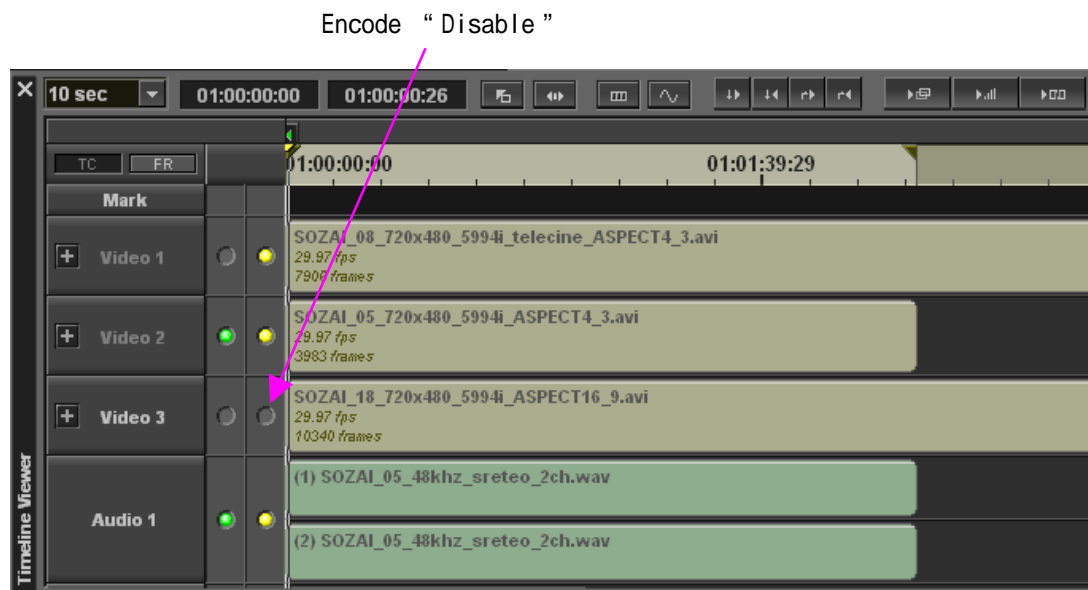 Encode “Disable”
10 sec 01:00:00:00 01:00:00:26
TC FR 01:00:00:00 01:01:39:29
Mark
SOZAI_08_720x480_5994i_telecine_ASPECT4_3.avi
Video 1 29.97 fps
7900 frames
SOZAI_05_720x480_5994i_ASPECT4_3.avi
Video 2 29.97 fps
3983 frames
SOZAI_18_720x480_5994i_ASPECT16_9.avi
Video 3 29.97 fps
10340 frames
(1) SOZAI_05_48khz_sreteo_2ch.wav
Audio 1
(2) SOZAI_05_48khz_sreteo_2ch.wav
Timeline Viewer